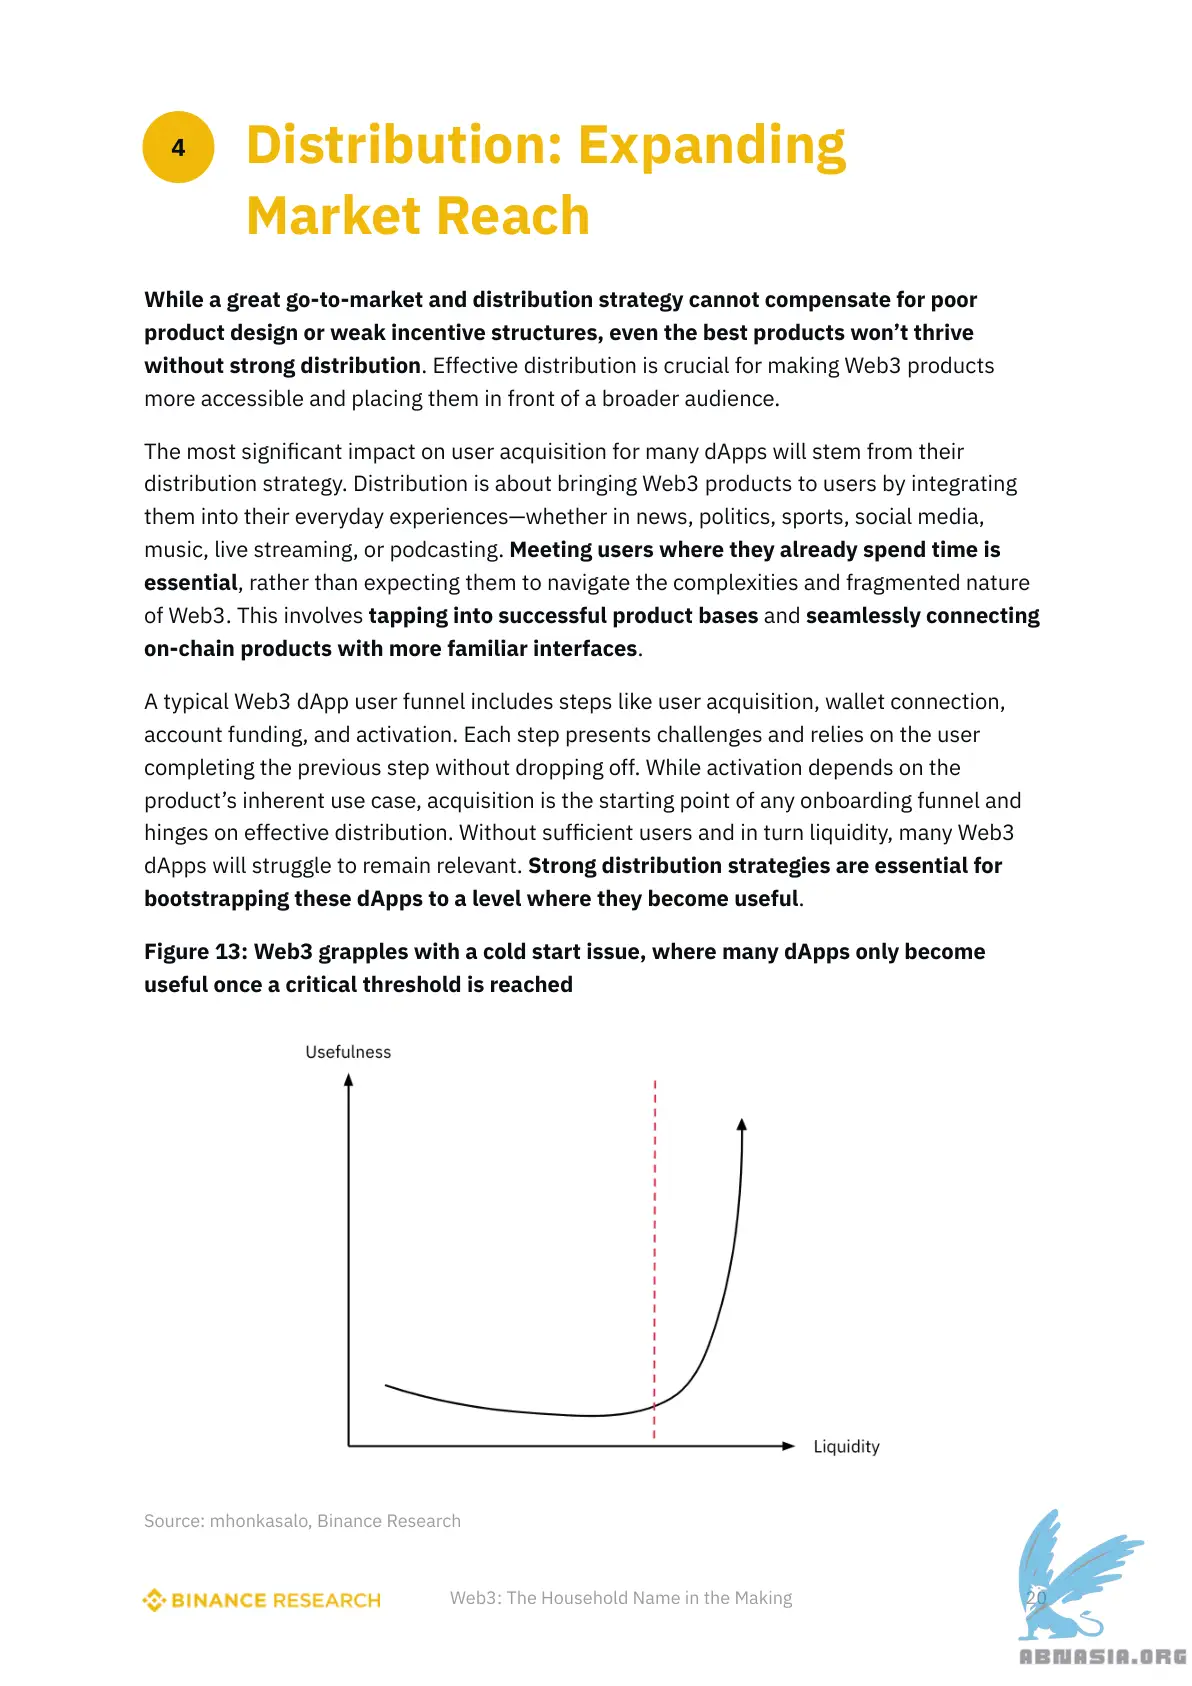 4
Distribution: Expanding
Market Reach
While a great go-to-market and distribution strategy cannot compensate for poor
product design or weak incentive structures, even the best products won’t thrive
without strong distribution. Effective distribution is crucial for making Web3 products
more accessible and placing them in front of a broader audience.
The most significant impact on user acquisition for many dApps will stem from their
distribution strategy. Distribution is about bringing Web3 products to users by integrating
them into their everyday experiences—whether in news, politics, sports, social media,
music, live streaming, or podcasting. Meeting users where they already spend time is
essential, rather than expecting them to navigate the complexities and fragmented nature
of Web3. This involves tapping into successful product bases and seamlessly connecting
on-chain products with more familiar interfaces.
A typical Web3 dApp user funnel includes steps like user acquisition, wallet connection,
account funding, and activation. Each step presents challenges and relies on the user
completing the previous step without dropping off. While activation depends on the
product’s inherent use case, acquisition is the starting point of any onboarding funnel and
hinges on effective distribution. Without sufficient users and in turn liquidity, many Web3
dApps will struggle to remain relevant. Strong distribution strategies are essential for
bootstrapping these dApps to a level where they become useful.
Figure 13: Web3 grapples with a cold start issue, where many dApps only become
useful once a critical threshold is reached
Usefulness
Liquidity
Source: mhonkasalo, Binance Research
BINANCE RESEARCH
Web3: The Household Name in the Making
20
ABNASIA.ORG